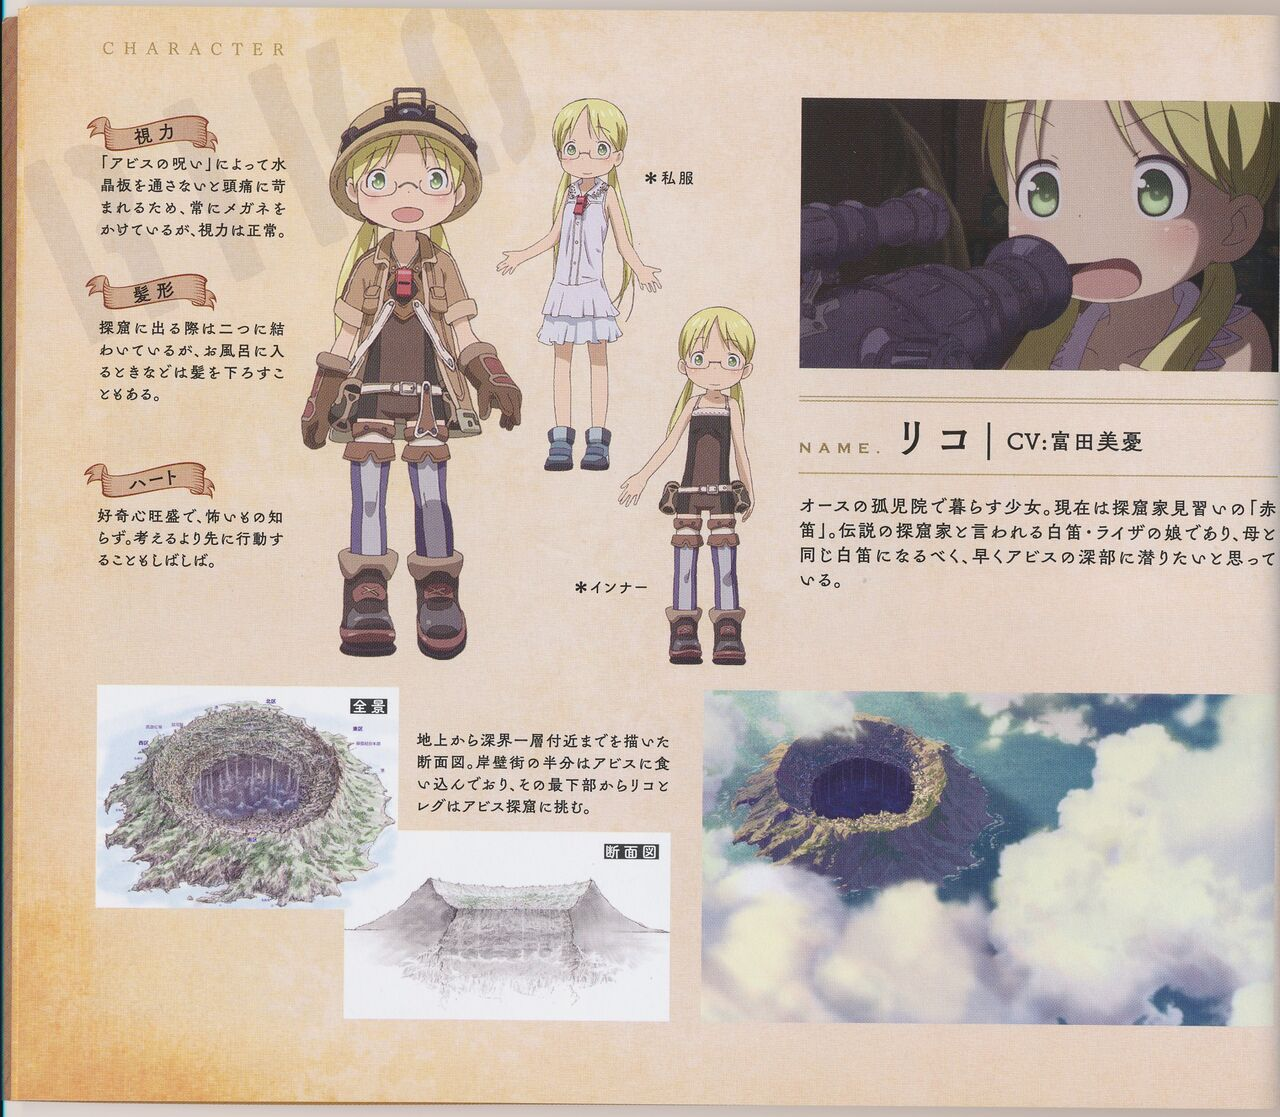 CHARACTER
RIKO
視力
「アビスの呪い」によって水
晶板を通さないと頭痛に苛
まれるため、常にメガネを
かけているが、視力は正常。
髪形
探窟に出る際は二つに結
わいているが、お風呂に入
るときなどは髪を下ろすこ
ともある。
ハート
好奇心旺盛で、怖いもの知
らず。考えるより先に行動す
ることもしばしば。
＊私服
＊インナー
NAME. リコ | CV:富田美憂
オースの孤児院で暮らす少女。現在は探窟家見習いの「赤
笛」。伝説の探窟家と言われる白笛・ライザの娘であり、母と
同じ白笛になるべく、早くアビスの深部に潜りたいと思って
いる。
全景
北区
東区
西区
地上から深界一層付近までを描いた
断面図。岸壁街の半分はアビスに食
い込んでおり、その最下部からリコと
レグはアビス探窟に挑む。
断面図